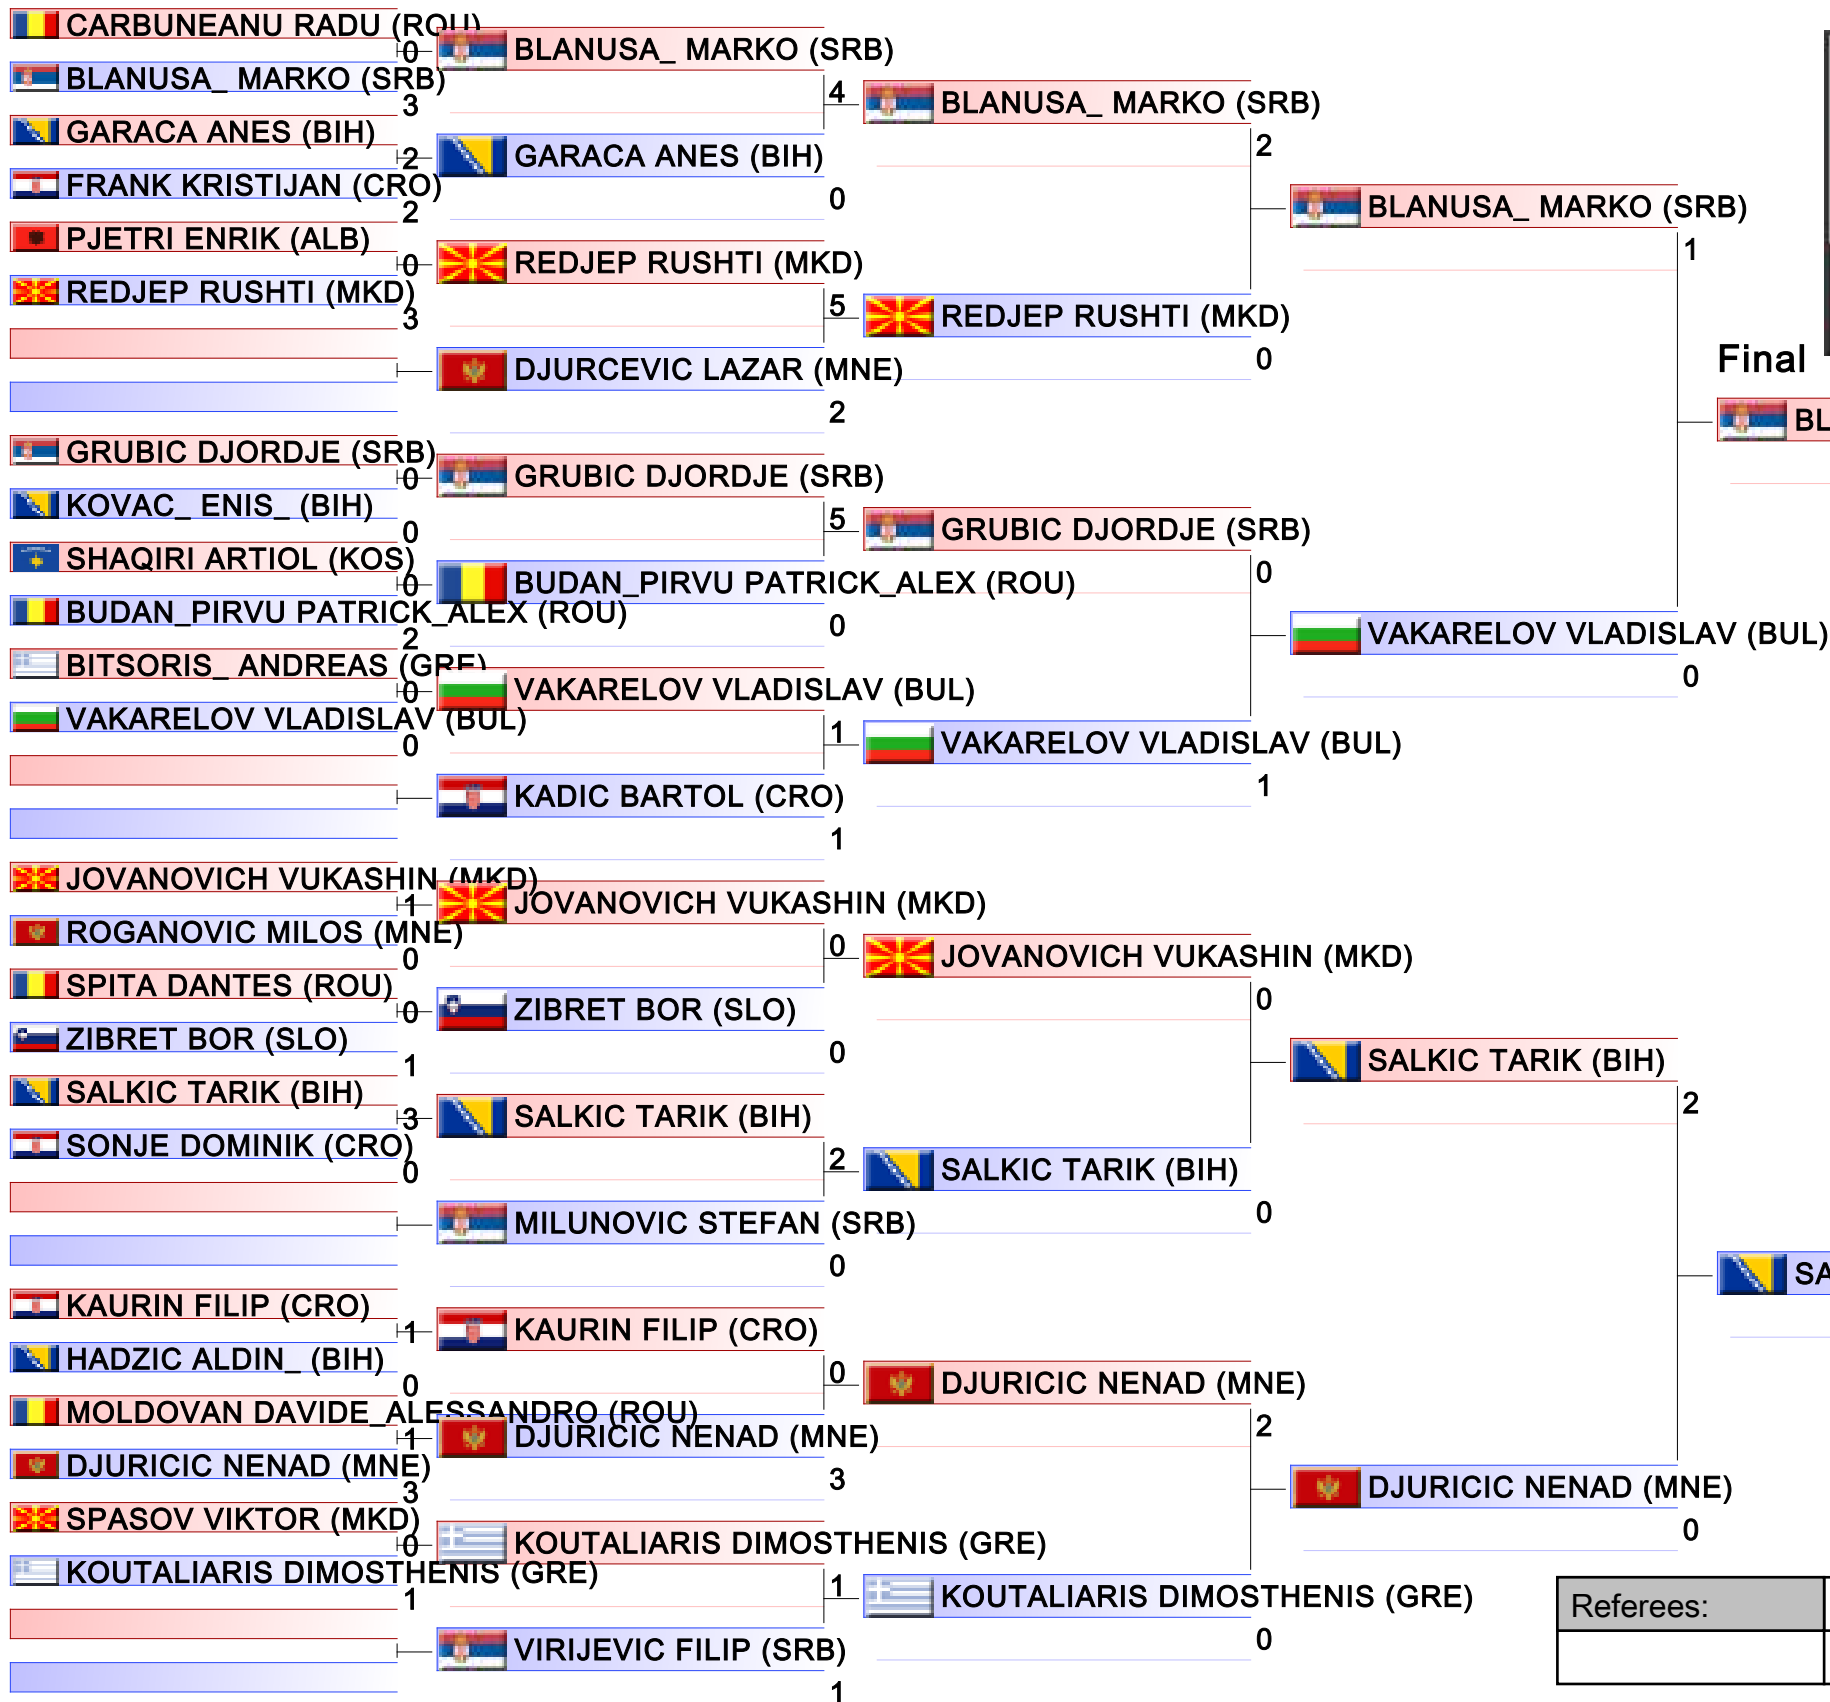 CARBUNEANU RADU (ROU)
0
BLANUSA_ MARKO (SRB)
3
GARACA ANES (BIH)
2
FRANK KRISTIJAN (CRO)
2
PJETRI ENRIK (ALB)
0
REDJEP RUSHTI (MKD)
3
GRUBIC DJORDJE (SRB)
0
KOVAC_ ENIS_ (BIH)
0
SHAQIRI ARTIOL (KOS)
0
BUDAN_PIRVU PATRICK_ALEX (ROU)
2
BITSORIS_ ANDREAS (GRE)
0
VAKARELOV VLADISLAV (BUL)
0
JOVANOVICH VUKASHIN (MKD)
1
ROGANOVIC MILOS (MNE)
0
SPITA DANTES (ROU)
0
ZIBRET BOR (SLO)
1
SALKIC TARIK (BIH)
3
SONJE DOMINIK (CRO)
0
KAURIN FILIP (CRO)
1
HADZIC ALDIN_ (BIH)
0
MOLDOVAN DAVIDE_ALESSANDRO (ROU)
1
DJURICIC NENAD (MNE)
3
SPASOV VIKTOR (MKD)
0
KOUTALIARIS DIMOSTHENIS (GRE)
1
BLANUSA_ MARKO (SRB)
4
GARACA ANES (BIH)
0
REDJEP RUSHTI (MKD)
5
DJURCEVIC LAZAR (MNE)
2
GRUBIC DJORDJE (SRB)
5
BUDAN_PIRVU PATRICK_ALEX (ROU)
0
VAKARELOV VLADISLAV (BUL)
1
KADIC BARTOL (CRO)
1
JOVANOVICH VUKASHIN (MKD)
0
ZIBRET BOR (SLO)
0
SALKIC TARIK (BIH)
2
MILUNOVIC STEFAN (SRB)
0
KAURIN FILIP (CRO)
0
DJURICIC NENAD (MNE)
3
KOUTALIARIS DIMOSTHENIS (GRE)
1
VIRIJEVIC FILIP (SRB)
1
BLANUSA_ MARKO (SRB)
2
REDJEP RUSHTI (MKD)
0
GRUBIC DJORDJE (SRB)
0
VAKARELOV VLADISLAV (BUL)
1
JOVANOVICH VUKASHIN (MKD)
0
SALKIC TARIK (BIH)
0
DJURICIC NENAD (MNE)
2
KOUTALIARIS DIMOSTHENIS (GRE)
0
BLANUSA_ MARKO (SRB)
1
VAKARELOV VLADISLAV (BUL)
0
SALKIC TARIK (BIH)
2
DJURICIC NENAD (MNE)
0
Final
BL
SA
Referees: